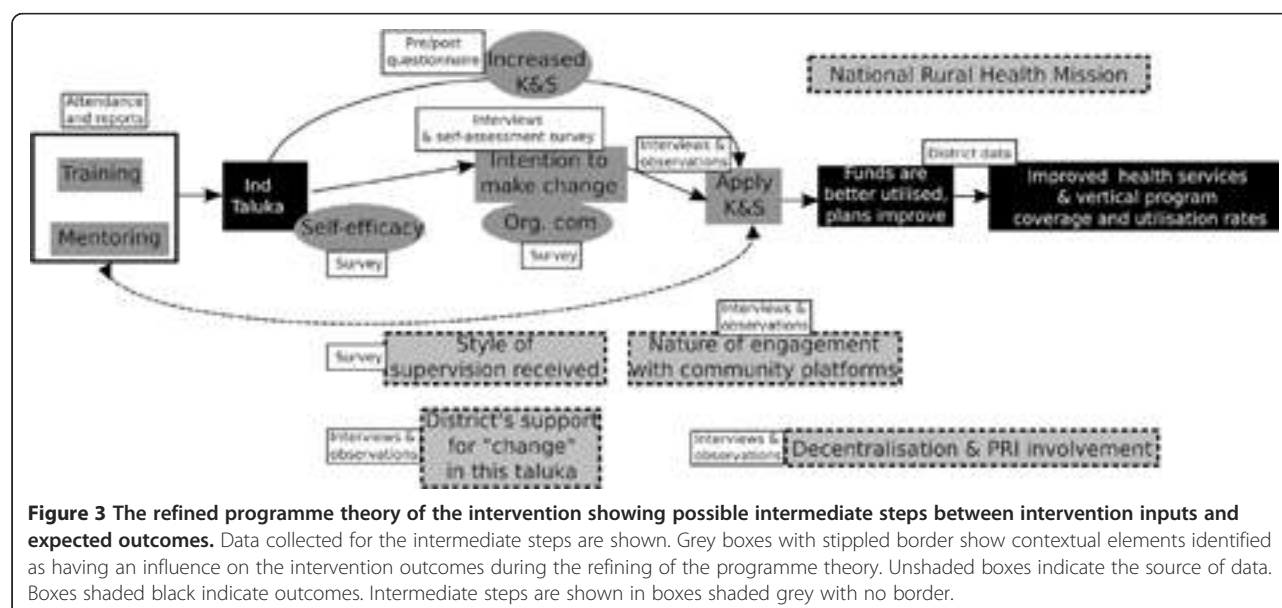 Pre/post
questionnaire
Increased
K&S
National Rural Health Mission
Attendance
and reports
Interviews
& self-assessment survey
Interviews &
observations
District data
Training
Mentoring
Ind
Taluka
Self-efficacy
Survey
Intention to
make change
Org. com
Survey
Apply
K&S
Funds are
better utilised,
plans improve
Improved health services
& vertical program
coverage and utilisation rates
Interviews &
observations
Survey
Style of
supervision received
Nature of engagement
with community platforms
Interviews &
observations
District's support
for "change"
in this taluka
Interviews &
observations
Decentralisation & PRI involvement
Figure 3 The refined programme theory of the intervention showing possible intermediate steps between intervention inputs and
expected outcomes. Data collected for the intermediate steps are shown. Grey boxes with stippled border show contextual elements identified
as having an influence on the intervention outcomes during the refining of the programme theory. Unshaded boxes indicate the source of data.
Boxes shaded black indicate outcomes. Intermediate steps are shown in boxes shaded grey with no border.